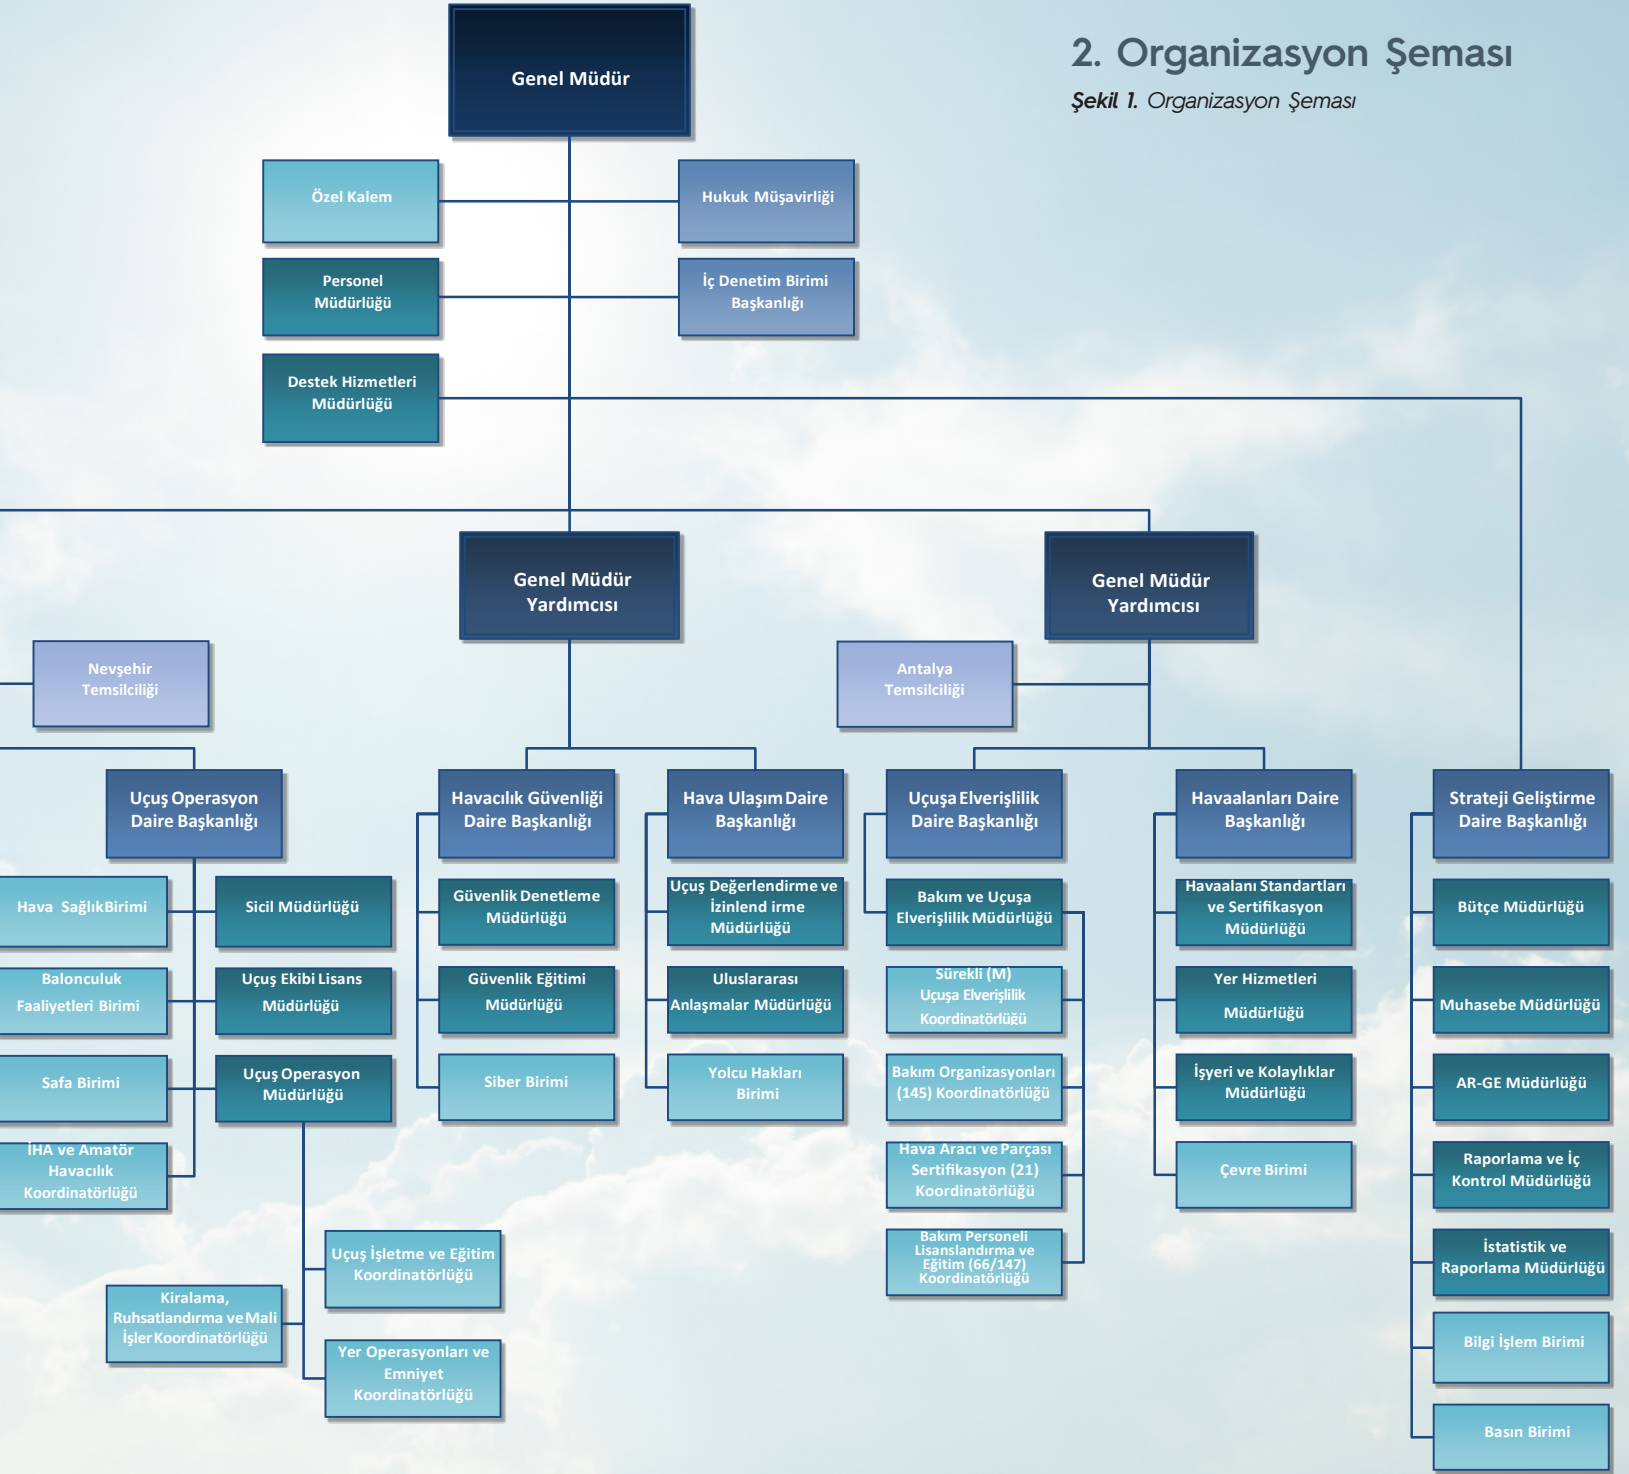 2. Organizasyon Şeması
Şekil 1. Organizasyon Şeması
Genel Müdür
Özel Kalem
Hukuk Müşavirliği
Personel
Müdürlüğü
İç Denetim Birimi
Başkanlığı
Destek Hizmetleri
Müdürlüğü
Genel Müdür
Yardımcısı
Genel Müdür
Yardımcısı
Nevşehir
Temsilciliği
Antalya
Temsilciliği
Uçuş Operasyon
Daire Başkanlığı
Havacılık Güvenliği
Daire Başkanlığı
Hava Ulaşım Daire
Başkanlığı
Uçuşa Elverişlilik
Daire Başkanlığı
Havaalanları Daire
Başkanlığı
Strateji Geliştirme
Daire Başkanlığı
Hava Sağlık Birimi
Sicil Müdürlüğü
Güvenlik Denetleme
Müdürlüğü
Uçuş Değerlendirme ve
İzinlend irme
Müdürlüğü
Bakım ve Uçuşa
Elverişlilik Müdürlüğü
Havaalanı Standartları
ve Sertifikasyon
Müdürlüğü
Bütçe Müdürlüğü
Balonculuk
Faaliyetleri Birimi
Uçuş Ekibi Lisans
Müdürlüğü
Güvenlik Eğitimi
Müdürlüğü
Uluslararası
Anlaşmalar Müdürlüğü
Sürekli (M)
Uçuşa Elverişlilik
Koordinatörlüğü
Yer Hizmetleri
Müdürlüğü
Muhasebe Müdürlüğü
Safa Birimi
Uçuş Operasyon
Müdürlüğü
Siber Birimi
Yolcu Hakları
Birimi
Bakım Organizasyonları
(145) Koordinatörlüğü
İşyeri ve Kolaylıklar
Müdürlüğü
AR-GE Müdürlüğü
İHA ve Amatör
Havacılık
Koordinatörlüğü
Hava Aracı ve Parçası
Sertifikasyon (21)
Koordinatörlüğü
Çevre Birimi
Raporlama ve İç
Kontrol Müdürlüğü
Uçuş İşletme ve Eğitim
Koordinatörlüğü
Bakım Personeli
Lisanslandırma ve
Eğitim (66/147)
Koordinatörlüğü
İstatistik ve
Raporlama Müdürlüğü
Kiralama,
Ruhsatlandırma ve Mali
İşler Koordinatörlüğü
Yer Operasyonları ve
Emniyet
Koordinatörlüğü
Bilgi İşlem Birimi
Basın Birimi